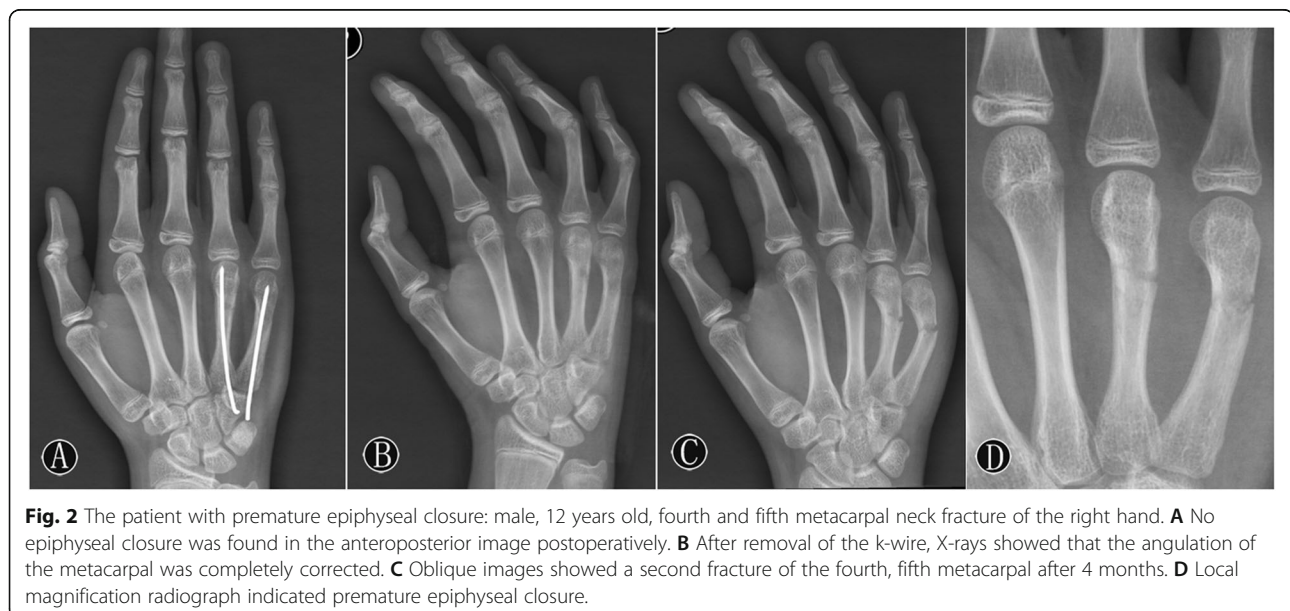 A
B
C
D
Fig. 2 The patient with premature epiphyseal closure: male, 12 years old, fourth and fifth metacarpal neck fracture of the right hand. A No
epiphyseal closure was found in the anteroposterior image postoperatively. B After removal of the k-wire, X-rays showed that the angulation of
the metacarpal was completely corrected. C Oblique images showed a second fracture of the fourth, fifth metacarpal after 4 months. D Local
magnification radiograph indicated premature epiphyseal closure.